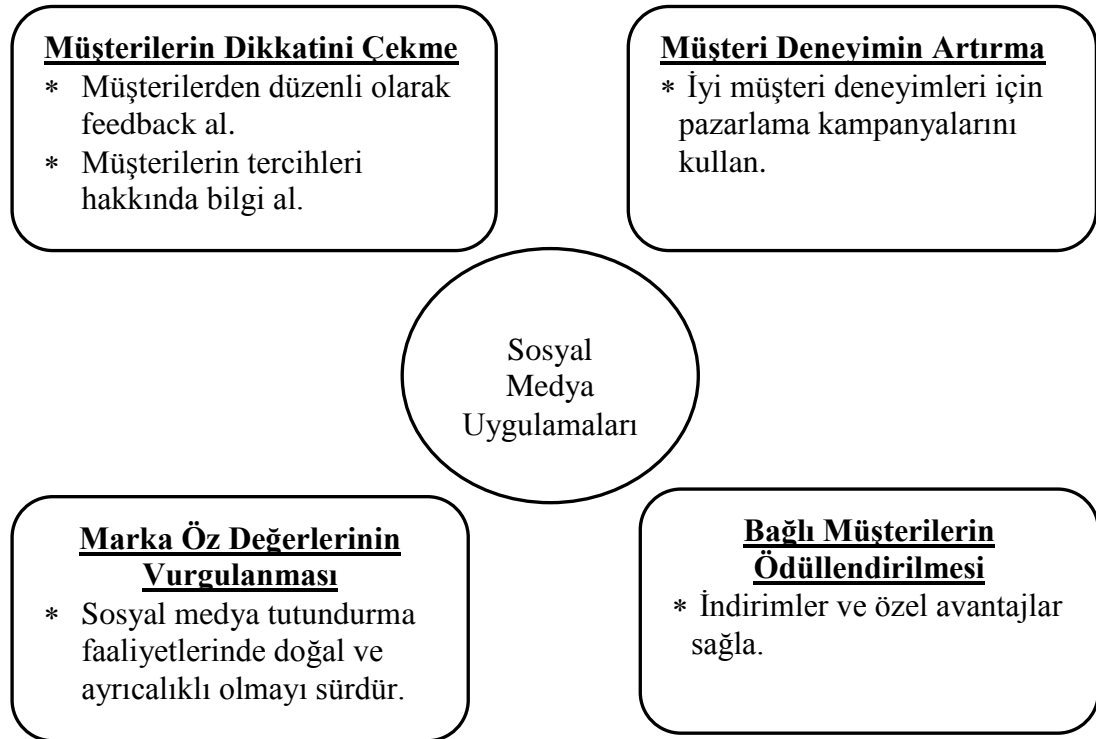 Müşterilerin Dikkatini Çekme
* Müşterilerden düzenli olarak
feedback al.
* Müşterilerin tercihleri
hakkında bilgi al.
Müşteri Deneyimin Artırma
* İyi müşteri deneyimleri için
pazarlama kampanyalarını
kullan.
Sosyal
Medya
Uygulamaları
Marka Öz Değerlerinin
Vurgulanması
* Sosyal medya tutundurma
faaliyetlerinde doğal ve
ayrıcalıklı olmayı sürdür.
Bağlı Müşterilerin
Ödüllendirilmesi
* İndirimler ve özel avantajlar
sağla.